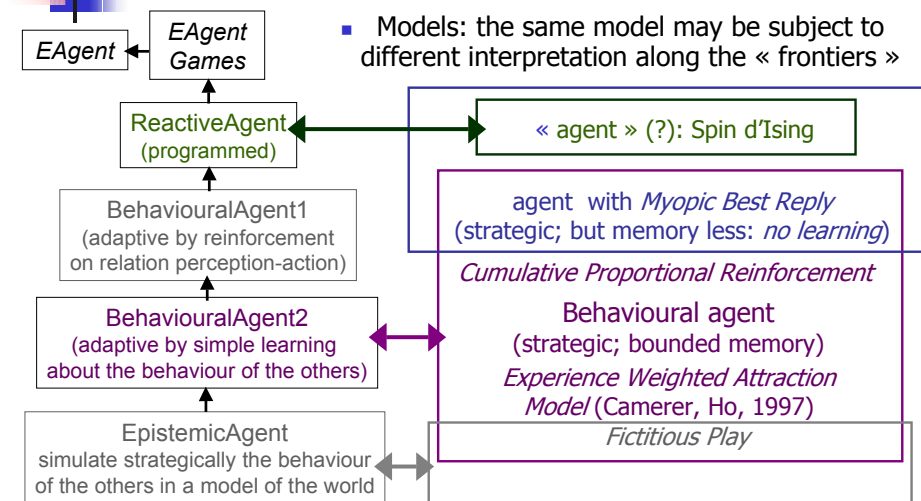 EAgent
EAgent
Games
▪ Models: the same model may be subject to
different interpretation along the « frontiers »
ReactiveAgent
(programmed)
« agent » (?): Spin d'Ising
BehaviouralAgent1
(adaptive by reinforcement
on relation perception-action)
agent with Myopic Best Reply
(strategic; but memory less: no learning)
Cumulative Proportional Reinforcement
BehaviouralAgent2
(adaptive by simple learning
about the behaviour of the others)
Behavioural agent
(strategic; bounded memory)
Experience Weighted Attraction
Model (Camerer, Ho, 1997)
EpistemicAgent
simulate strategically the behaviour
of the others in a model of the world
Fictitious Play